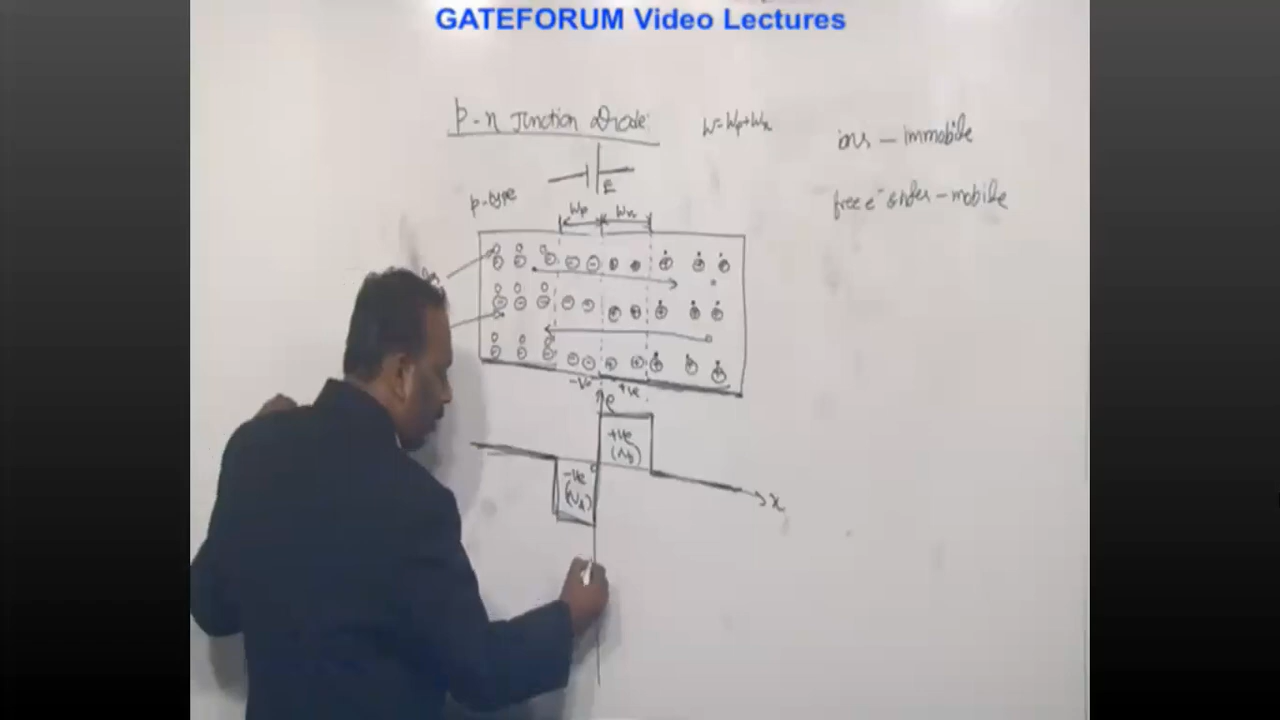 GATEFORUM Video Lectures
p-n Junction Diode
W=Wp+Wn
ions - immobile
E
p-type
free e⁻ & holes - mobile
Wp Wn
-ve +ve
ρ
+ve
-ve
(NA)
x